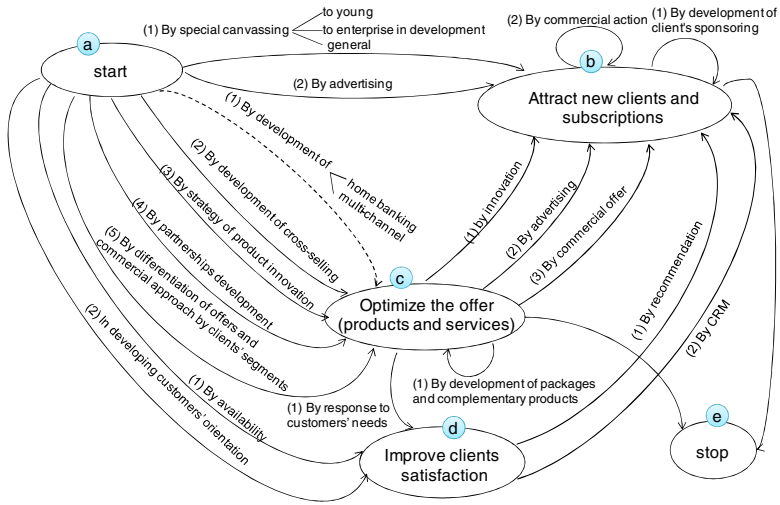 to young
(1) By special canvassing
to enterprise in development
general
(2) By commercial action
(1) By development of
client's sponsoring
a
start
(2) By advertising
b
Attract new clients and
subscriptions
(1) By development of
home banking
multi-channel
(2) By development of cross-selling
(3) By strategy of product innovation
(4) By partnerships development
(5) By differentiation of offers and
commercial approach by clients' segments
(1) by innovation
(2) By advertising
(3) By commercial offer
c
Optimize the offer
(products and services)
(1) By recommendation
(2) By CRM
(1) By development of packages
and complementary products
(1) By response to
customers' needs
(1) By availability
(2) In developing customers' orientation
d
Improve clients
satisfaction
e
stop